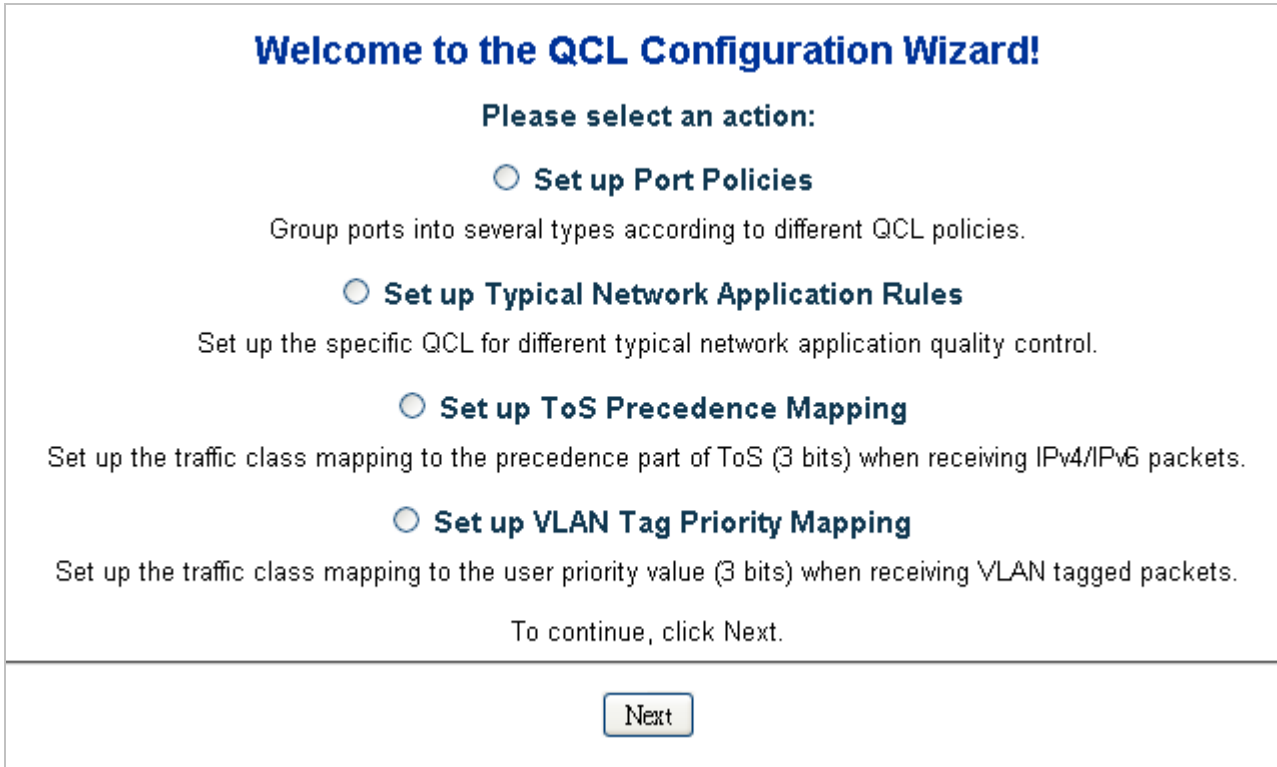 Welcome to the QCL Configuration Wizard!
Please select an action:
Set up Port Policies
Group ports into several types according to different QCL policies.
Set up Typical Network Application Rules
Set up the specific QCL for different typical network application quality control.
Set up ToS Precedence Mapping
Set up the traffic class mapping to the precedence part of ToS (3 bits) when receiving IPv4/IPv6 packets.
Set up VLAN Tag Priority Mapping
Set up the traffic class mapping to the user priority value (3 bits) when receiving VLAN tagged packets.
To continue, click Next.
Next